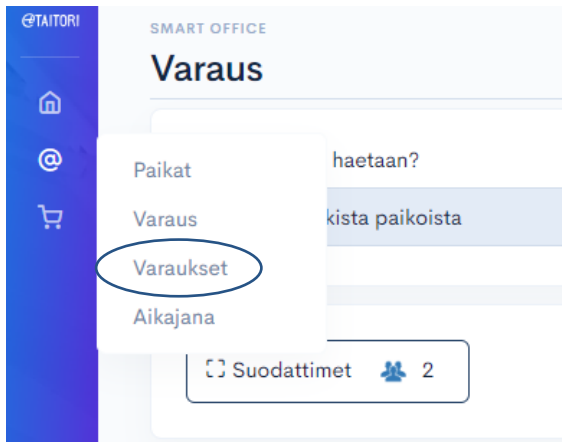 @TAITORI
SMART OFFICE
Varaus
haetaan?
kista paikoista
Paikat
Varaus
Varaukset
Aikajana
Suodattimet 2